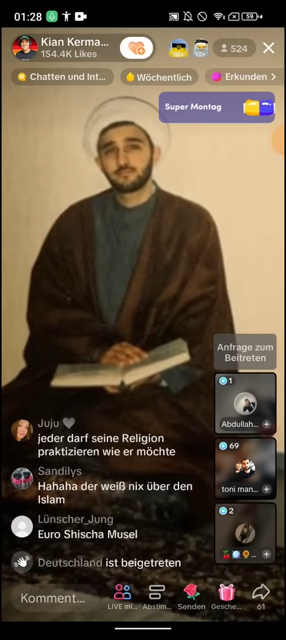 01:28
59
Kian Kerma...
154.4K Likes
524
Chatten und Int...
Wöchentlich
Erkunden
Super Montag
Anfrage zum
Beitreten
1
Abdullah...
69
toni man...
2
Juju
jeder darf seine Religion
praktizieren wie er möchte
Sandilys
Hahaha der weiß nix über den
Islam
Lünscher_Jung
Euro Shischa Musel
Deutschland ist beigetreten
Komment...
LIVE mi...
Abstim...
Senden
Gesche...
61